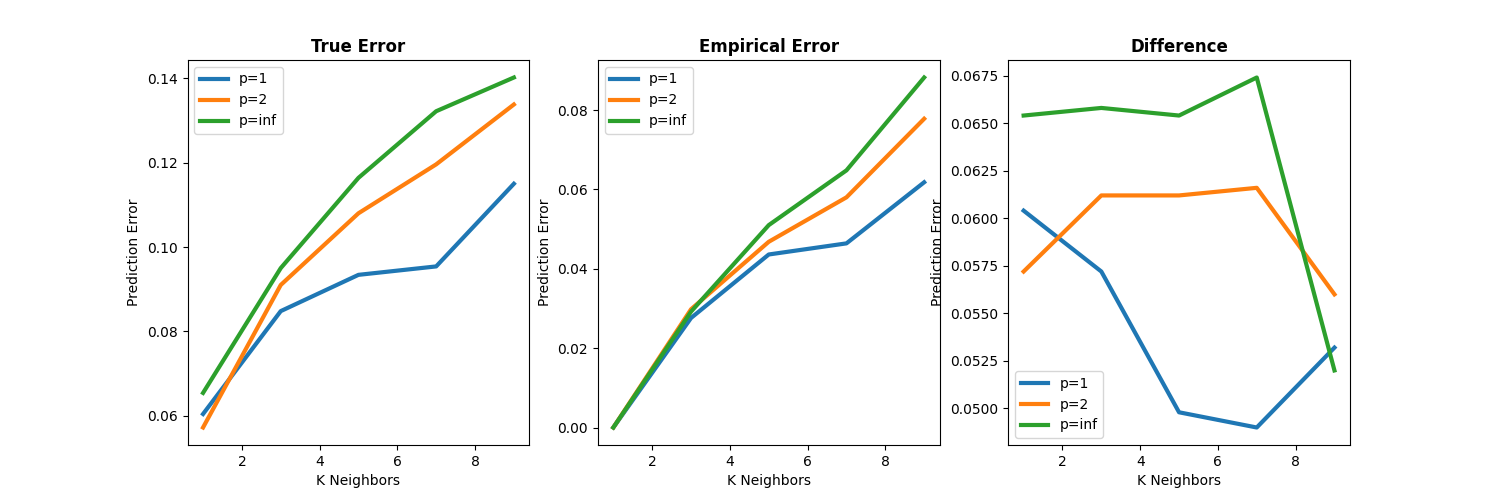 True Error
p=1
p=2
p=inf
0.14
0.12
0.10
0.08
0.06
Prediction Error
2 4 6 8
K Neighbors
Empirical Error
p=1
p=2
p=inf
0.08
0.06
0.04
0.02
0.00
Prediction Error
2 4 6 8
K Neighbors
Difference
0.0675
0.0650
0.0625
0.0600
0.0575
0.0550
0.0525
0.0500
Prediction Error
p=1
p=2
p=inf
2 4 6 8
K Neighbors